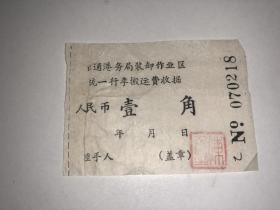 通港务局装卸作业区
统一行李搬运费收据
人民币 壹 角
年 月 日
经手人 (盖章)
№ 070218